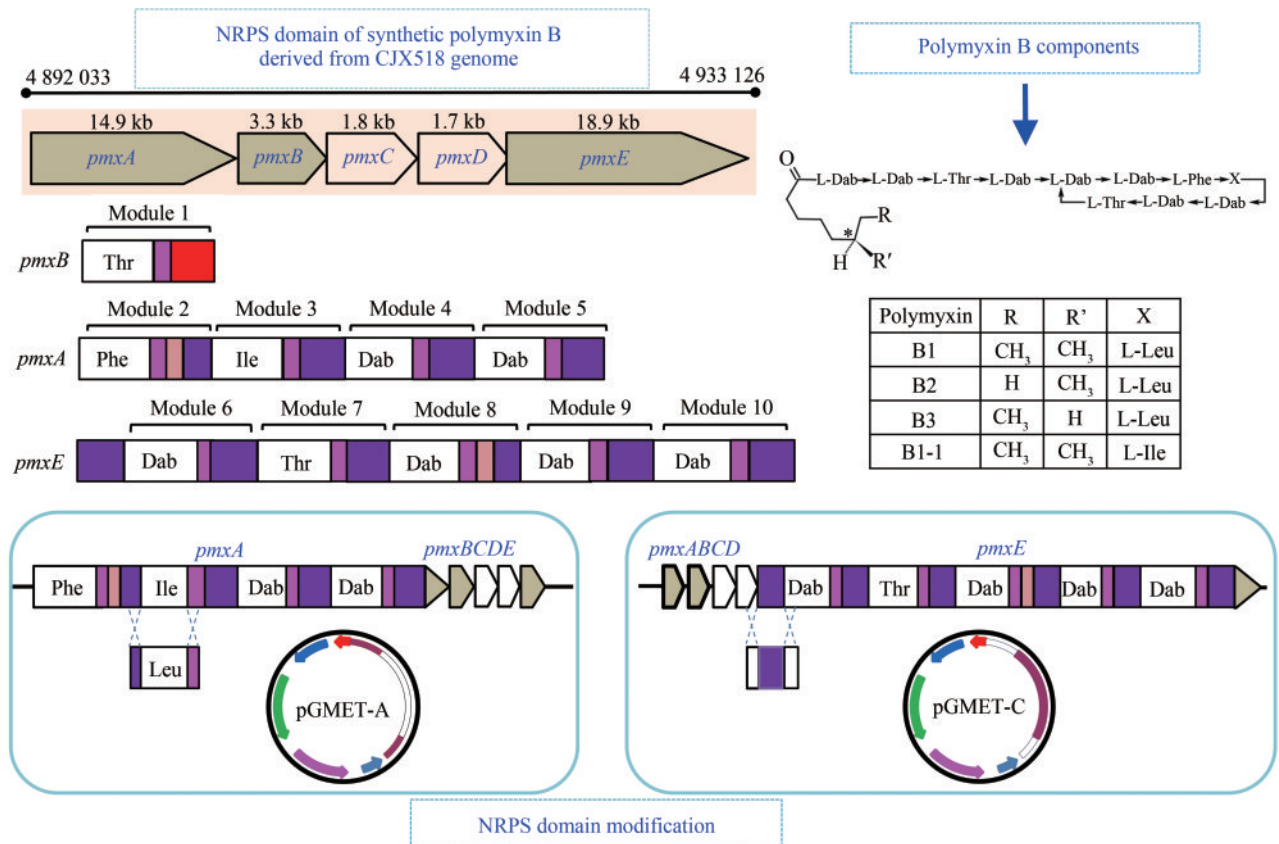 NRPS domain of synthetic polymyxin B
derived from CJX518 genome
4 892 033
4 933 126
14.9 kb
3.3 kb
1.8 kb
1.7 kb
18.9 kb
pmxA
pmxB
pmxC
pmxD
pmxE
Module 1
pmxB
Thr
Module 2
Module 3
Module 4
Module 5
pmxA
Phe
Ile
Dab
Dab
Module 6
Module 7
Module 8
Module 9
Module 10
pmxE
Dab
Thr
Dab
Dab
Dab
Polymyxin B components
O
L-Dab→L-Dab→L-Thr→L-Dab→L-Dab→L-Dab→L-Phe→X
L-Thr←L-Dab←L-Dab
R
*
H
R'
Polymyxin R R’ X
B1 CH₃ CH₃ L-Leu
B2 H CH₃ L-Leu
B3 CH₃ H L-Leu
B1-1 CH₃ CH₃ L-Ile
pmxA
pmxBCDE
Phe
Ile
Dab
Dab
Leu
pGMET-A
pmxABCD
pmxE
Dab
Thr
Dab
Dab
Dab
pGMET-C
NRPS domain modification